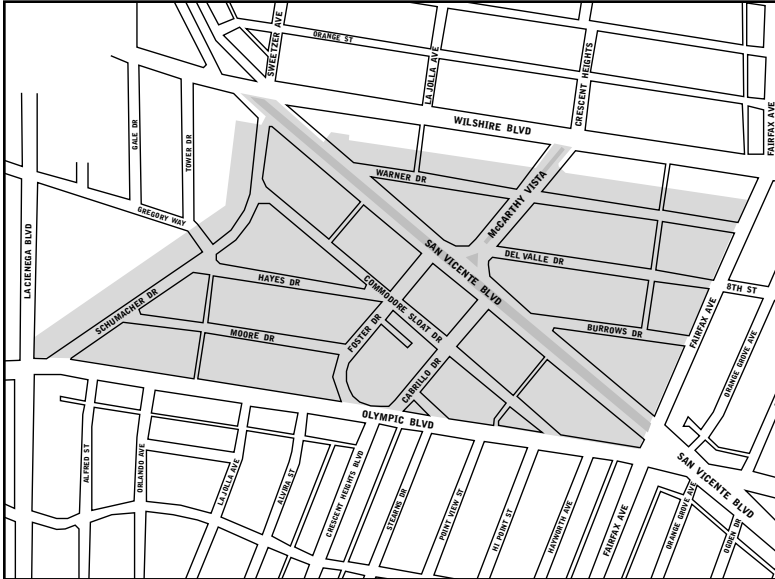 SWEETZER AVE
ORANGE ST
LA JOLLA AVE
CRESCENT HEIGHTS
FAIRFAX AVE
WILSHIRE BLVD
GALE DR
TOWER DR
WARNER DR
McCARTHY VISTA
GREGORY WAY
LA CIENEGA BLVD
SAN VICENTE BLVD
DEL VALLE DR
8TH ST
HAYES DR
COMMODORE SLOAT DR
SCHUMACHER DR
FAIRFAX AVE
BURROWS DR
MOORE DR
FOSTER DR
ORANGE GROVE AVE
CABRILLO DR
OLYMPIC BLVD
ALFRED ST
ORLANDO AVE
LA JOLLA AVE
ALVIRA ST
CRESCENT HEIGHTS BLVD
STEARNS DR
POINT VIEW ST
HI POINT ST
HAYWORTH AVE
FAIRFAX AVE
ORANGE GROVE AVE
SAN VICENTE BLVD
OGDEN DR